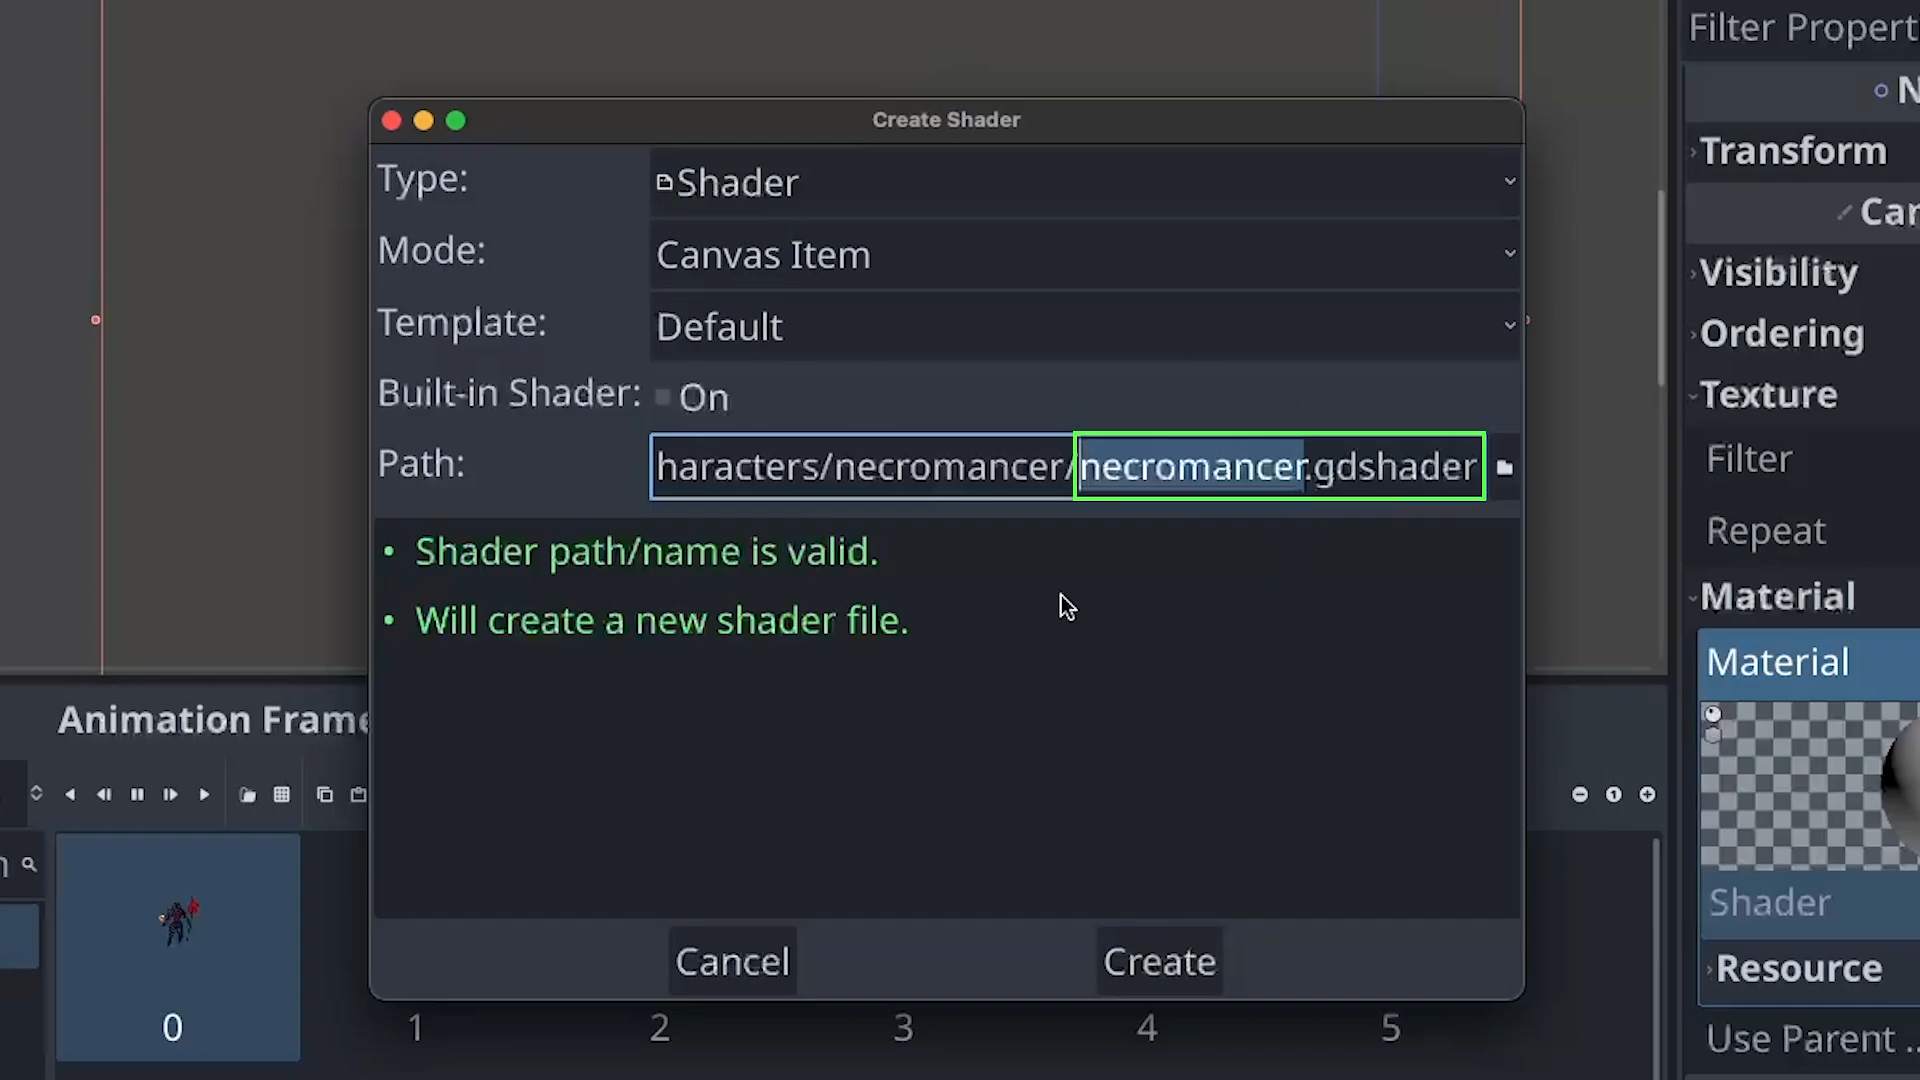 Filter Propert
Create Shader
N
Type:
Shader
Transform
Mode:
Canvas Item
Car
Visibility
Template:
Default
Ordering
Built-in Shader:
On
Texture
Path:
haracters/necromancer/necromancer.gdshader
Filter
Shader path/name is valid.
Repeat
Will create a new shader file.
Material
Material
Animation Frame
Shader
Cancel
Create
Resource
0
1
2
3
4
5
Use Parent ..